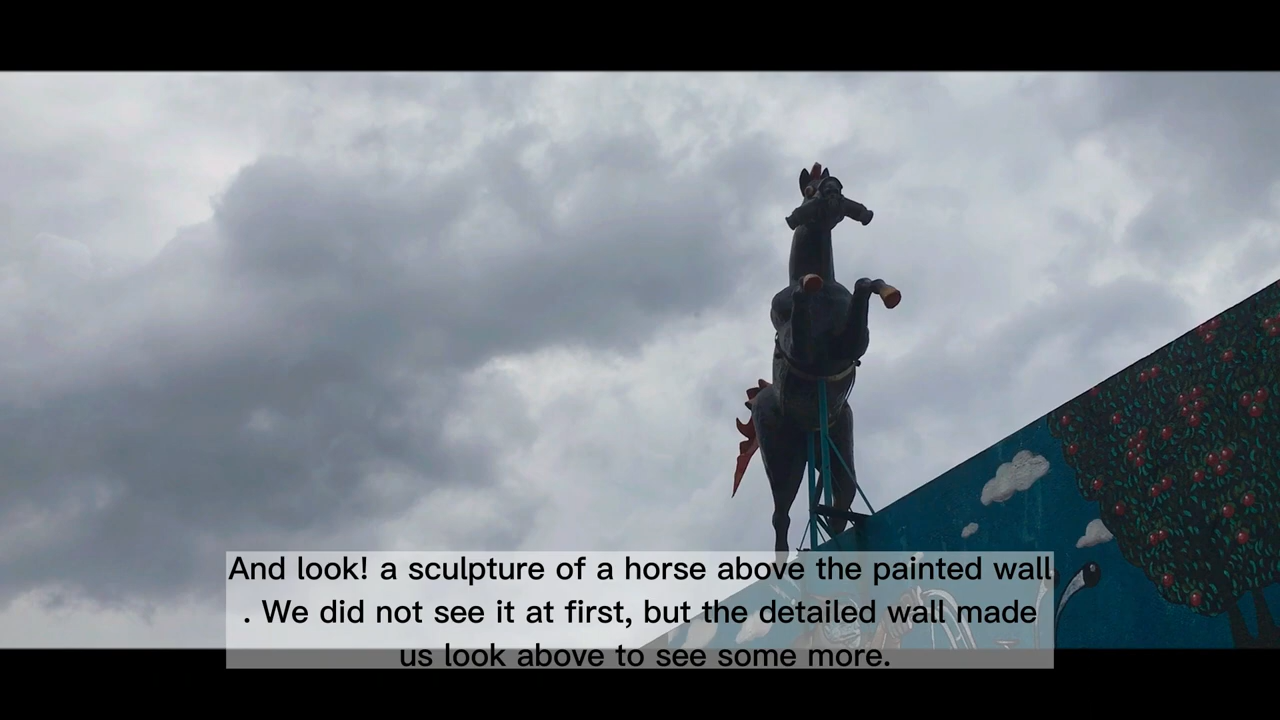 And look! a sculpture of a horse above the painted wall
. We did not see it at first, but the detailed wall made
us look above to see some more.